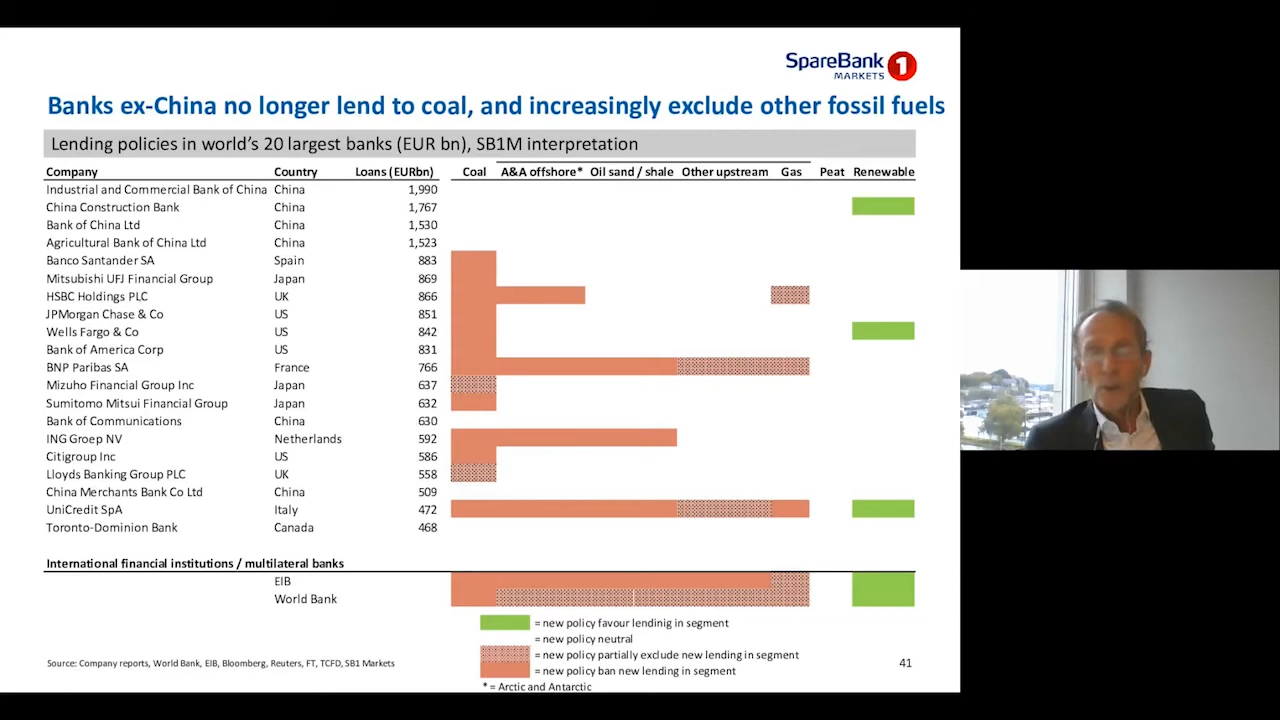 SpareBank 1
MARKETS
Banks ex-China no longer lend to coal, and increasingly exclude other fossil fuels
Lending policies in world's 20 largest banks (EUR bn), SB1M interpretation
Company Country Loans (EURbn) Coal A&A offshore* Oil sand / shale Other upstream Gas Peat Renewable
Industrial and Commercial Bank of China China 1,990
China Construction Bank China 1,767
Bank of China Ltd China 1,530
Agricultural Bank of China Ltd China 1,523
Banco Santander SA Spain 883
Mitsubishi UFJ Financial Group Japan 869
HSBC Holdings PLC UK 866
JPMorgan Chase & Co US 851
Wells Fargo & Co US 842
Bank of America Corp US 831
BNP Paribas SA France 766
Mizuho Financial Group Inc Japan 637
Sumitomo Mitsui Financial Group Japan 632
Bank of Communications China 630
ING Groep NV Netherlands 592
Citigroup Inc US 586
Lloyds Banking Group PLC UK 558
China Merchants Bank Co Ltd China 509
UniCredit SpA Italy 472
Toronto-Dominion Bank Canada 468
International financial institutions / multilateral banks
EIB
World Bank
= new policy favour lendinig in segment
= new policy neutral
= new policy partially exclude new lending in segment
= new policy ban new lending in segment
* = Arctic and Antarctic
Source: Company reports, World Bank, EIB, Bloomberg, Reuters, FT, TCFD, SB1 Markets
41